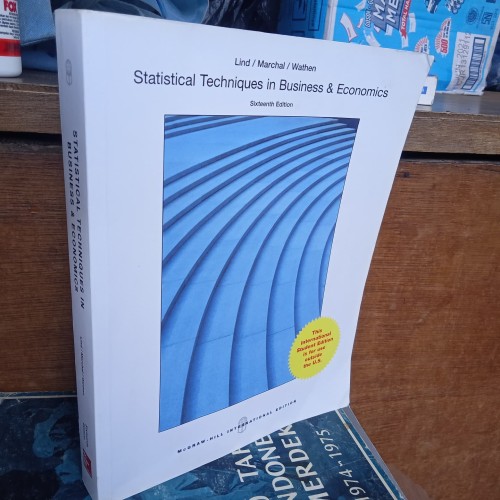 Lind / Marchal / Wathen
Statistical Techniques in Business & Economics
Sixteenth Edition
This
International
Student Edition
is for use
outside
the U.S.
McGRAW-HILL INTERNATIONAL EDITION
STATISTICAL TECHNIQUES IN
BUSINESS & ECONOMICS
1974-1975